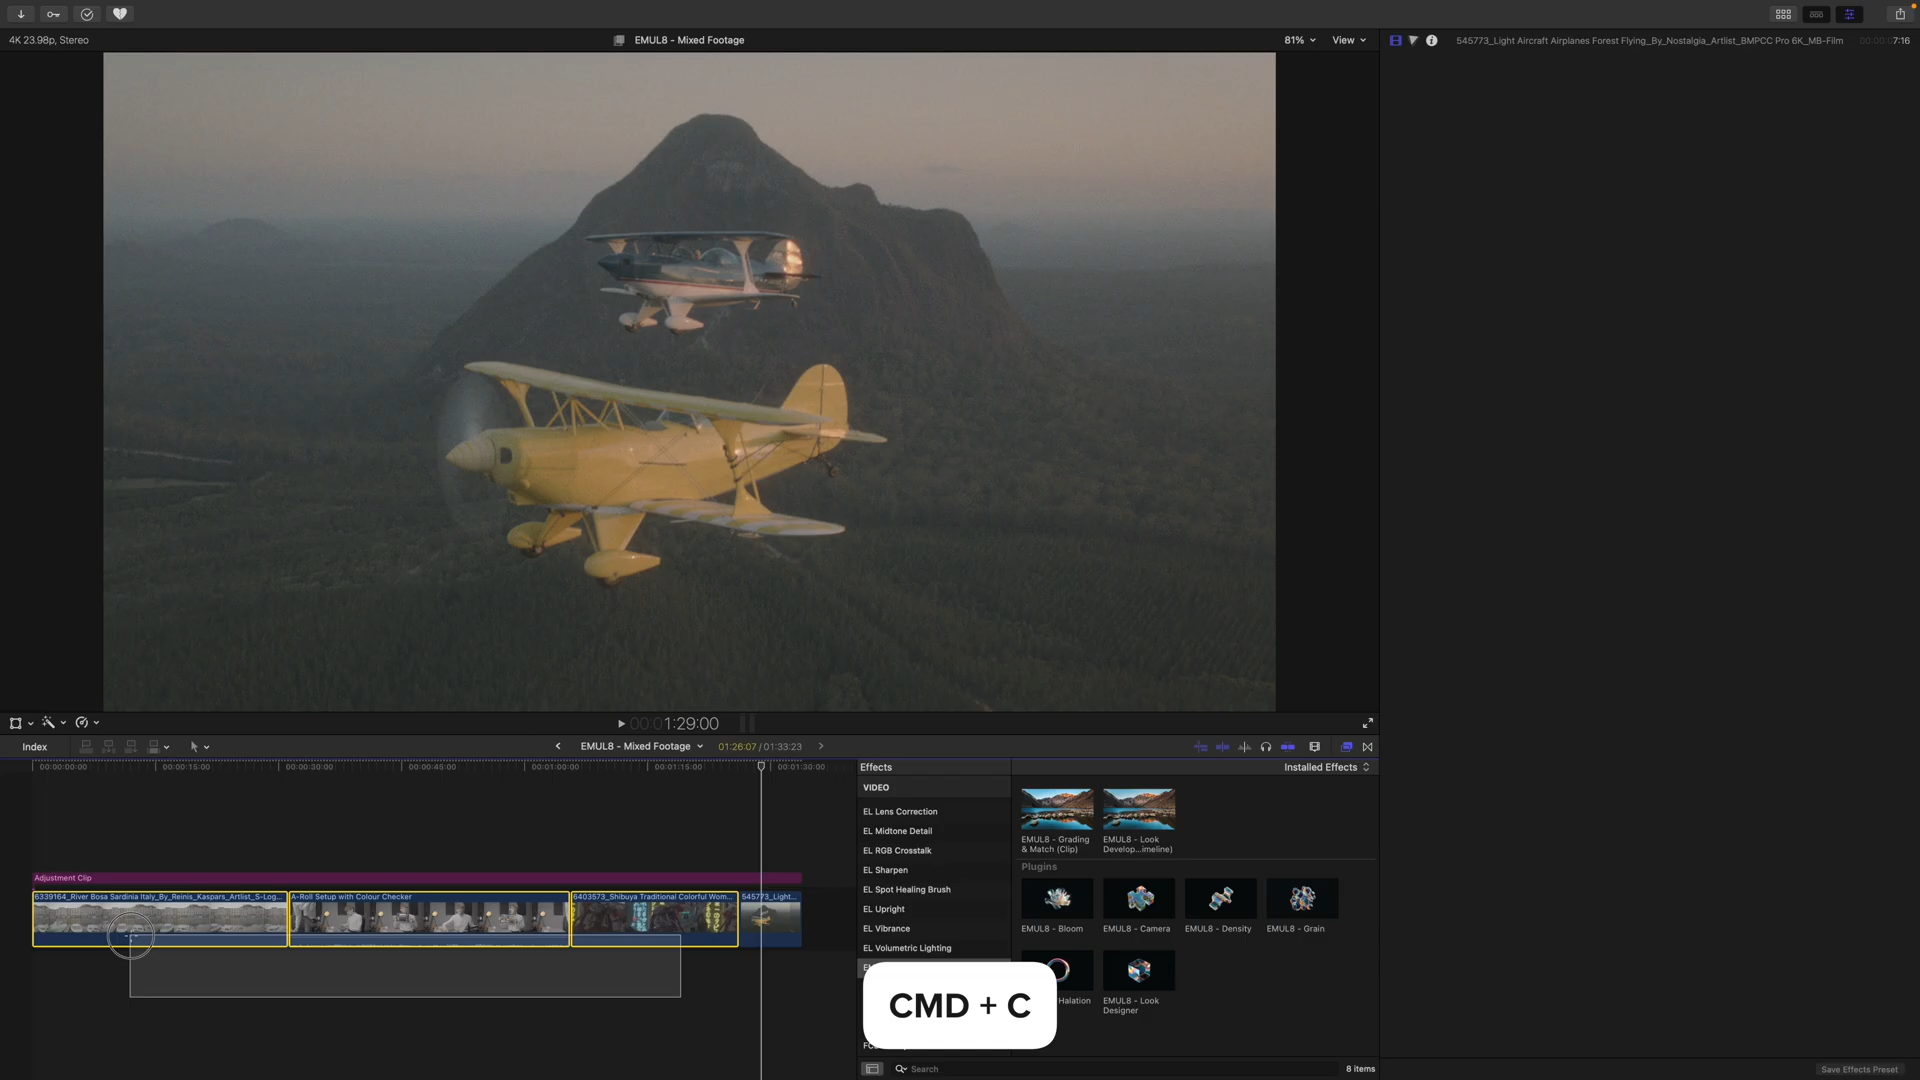 4K 23.98p, Stereo
EMUL8 - Mixed Footage
81%
View
545773_Light Aircraft Airplanes Forest Flying_By_Nostalgia_Artlist_BMPCC Pro 6K_MB-Film
00:00:07:16
00:01:29:00
Index
EMUL8 - Mixed Footage
01:26:07 / 01:33:23
00:00:00:00
00:00:15:00
00:00:30:00
00:00:45:00
00:01:00:00
00:01:15:00
00:01:30:00
Effects
Installed Effects
VIDEO
EL Lens Correction
EL Midtone Detail
EL RGB Crosstalk
EL Sharpen
EL Spot Healing Brush
EL Upright
EL Vibrance
EL Volumetric Lighting
EMUL8 - Grading
& Match (Clip)
EMUL8 - Look
Develop...imeline)
Plugins
EMUL8 - Bloom
EMUL8 - Camera
EMUL8 - Density
EMUL8 - Grain
Halation
EMUL8 - Look
Designer
Adjustment Clip
6339164_River Bosa Sardinia Italy_By_Reinis_Kaspars_Artlist_S-Log...
A-Roll Setup with Colour Checker
6403573_Shibuya Traditional Colorful Wom...
545773_Light...
CMD + C
Search
8 items
Save Effects Preset